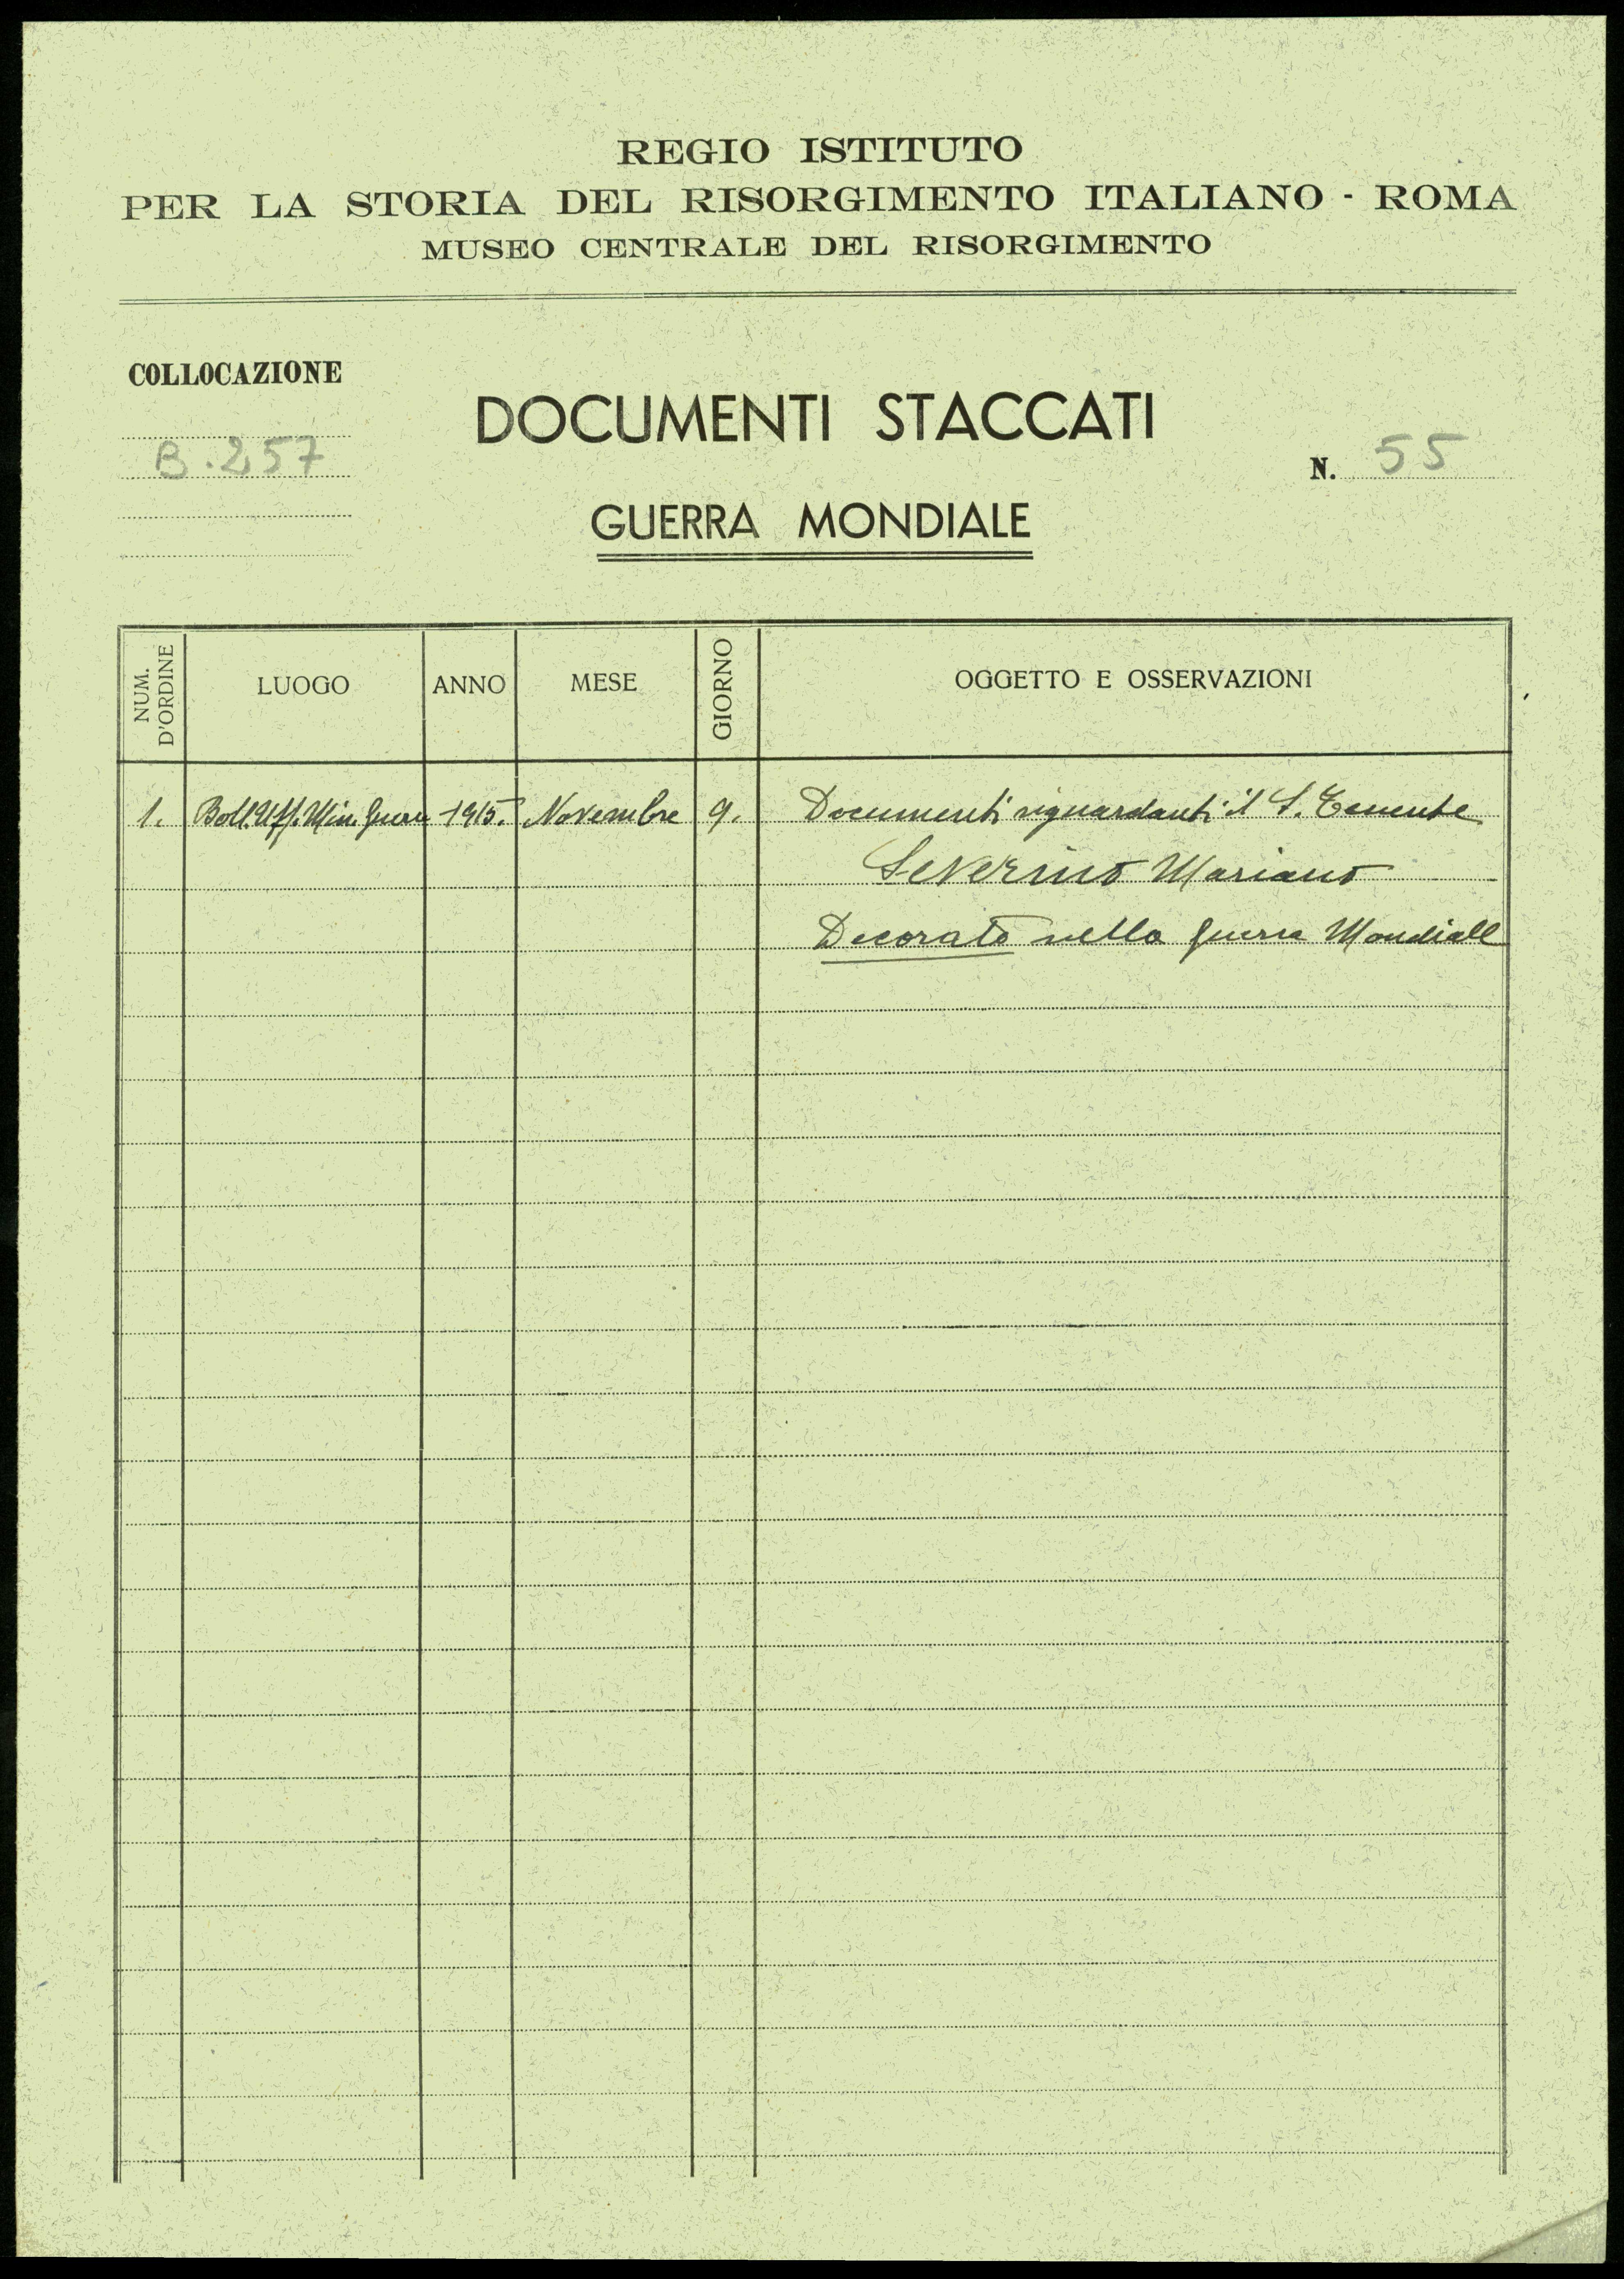 REGIO ISTITUTO
PER LA STORIA DEL RISORGIMENTO ITALIANO - ROMA
MUSEO CENTRALE DEL RISORGIMENTO
COLLOCAZIONE
B. 257
DOCUMENTI STACCATI
N. 55
GUERRA MONDIALE
NUM. D'ORDINE LUOGO ANNO MESE GIORNO OGGETTO E OSSERVAZIONI
1. Boll. Uff. Min. Guerra 1915. Novembre 9. Documenti riguardanti il S. Tenente
Severino Mariano
Decorato nella guerra Mondiale